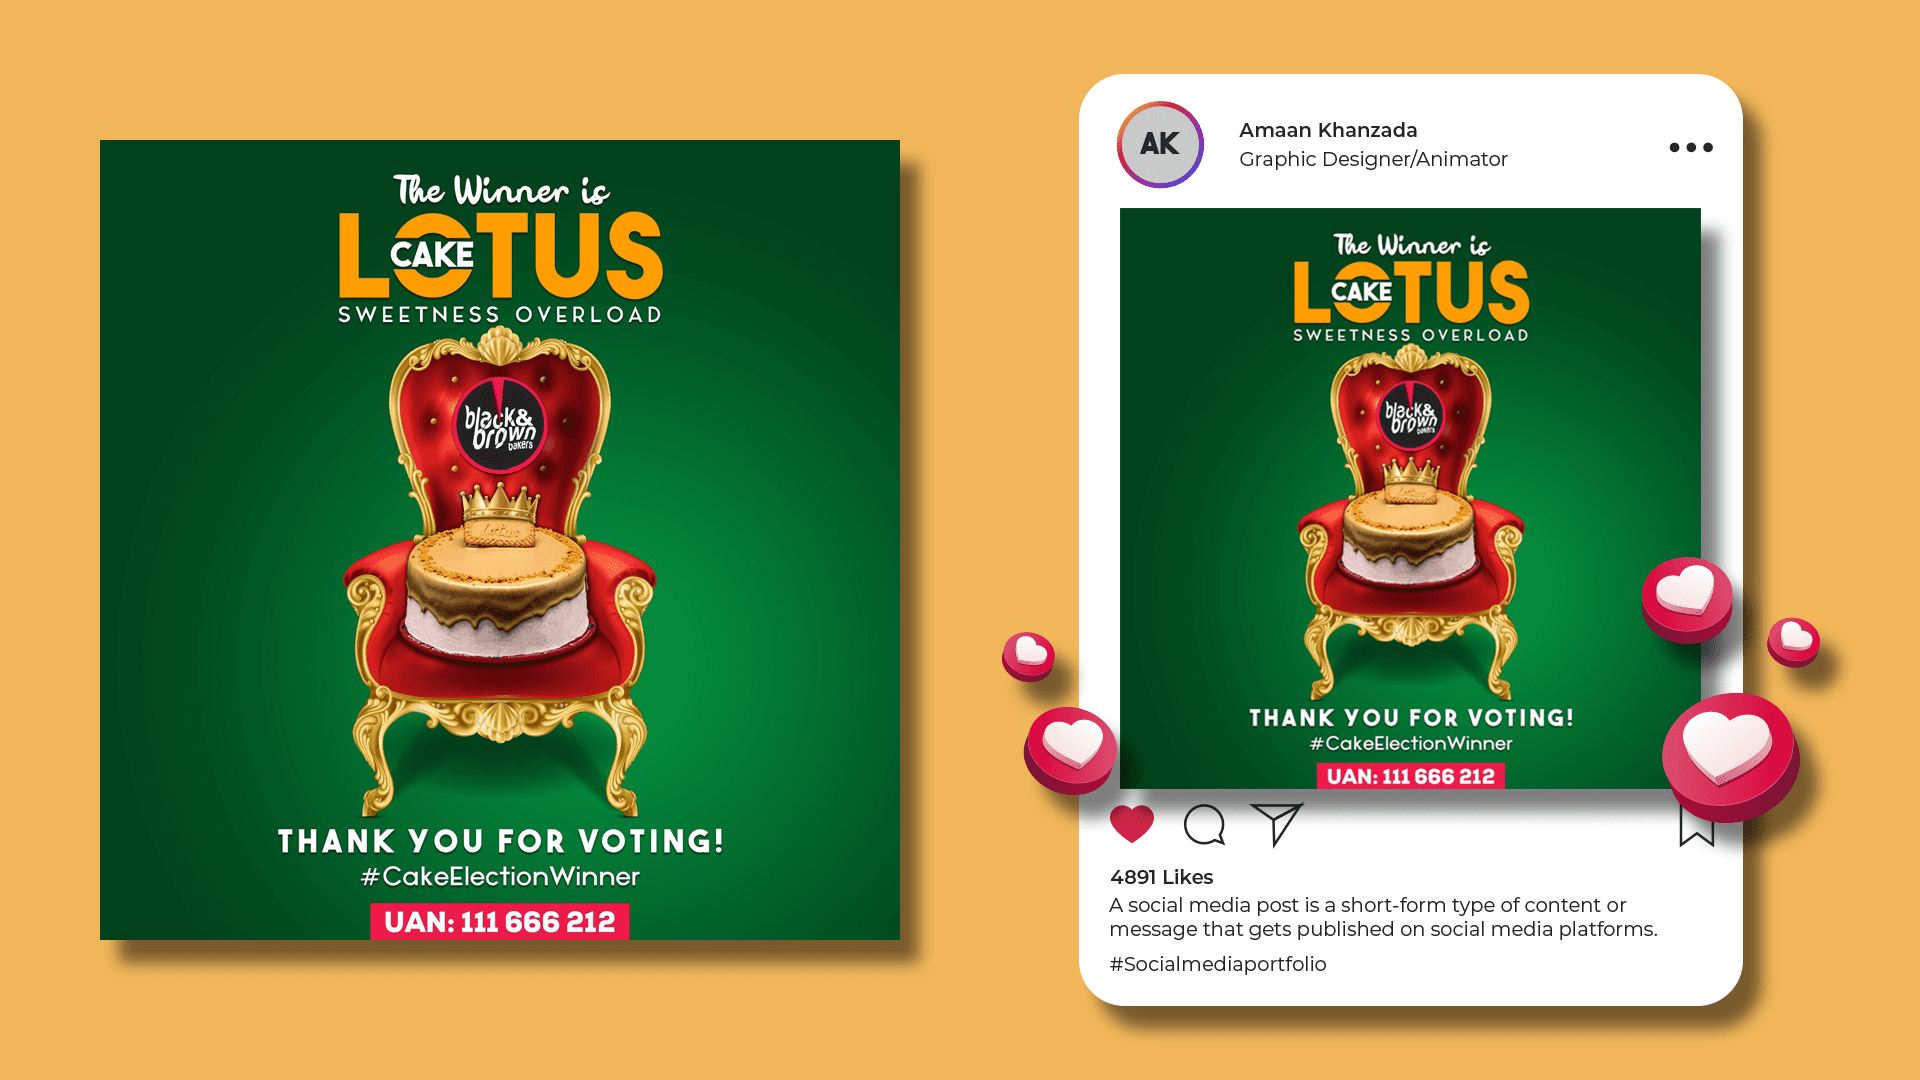 The Winner is
LOTUS
CAKE
SWEETNESS OVERLOAD
black&
brown
bakers
Lotus
THANK YOU FOR VOTING!
#CakeElectionWinner
UAN: 111 666 212
AK
Amaan Khanzada
Graphic Designer/Animator
The Winner is
LOTUS
CAKE
SWEETNESS OVERLOAD
black&
brown
bakers
Lotus
THANK YOU FOR VOTING!
#CakeElectionWinner
UAN: 111 666 212
4891 Likes
A social media post is a short-form type of content or
message that gets published on social media platforms.
#Socialmediaportfolio